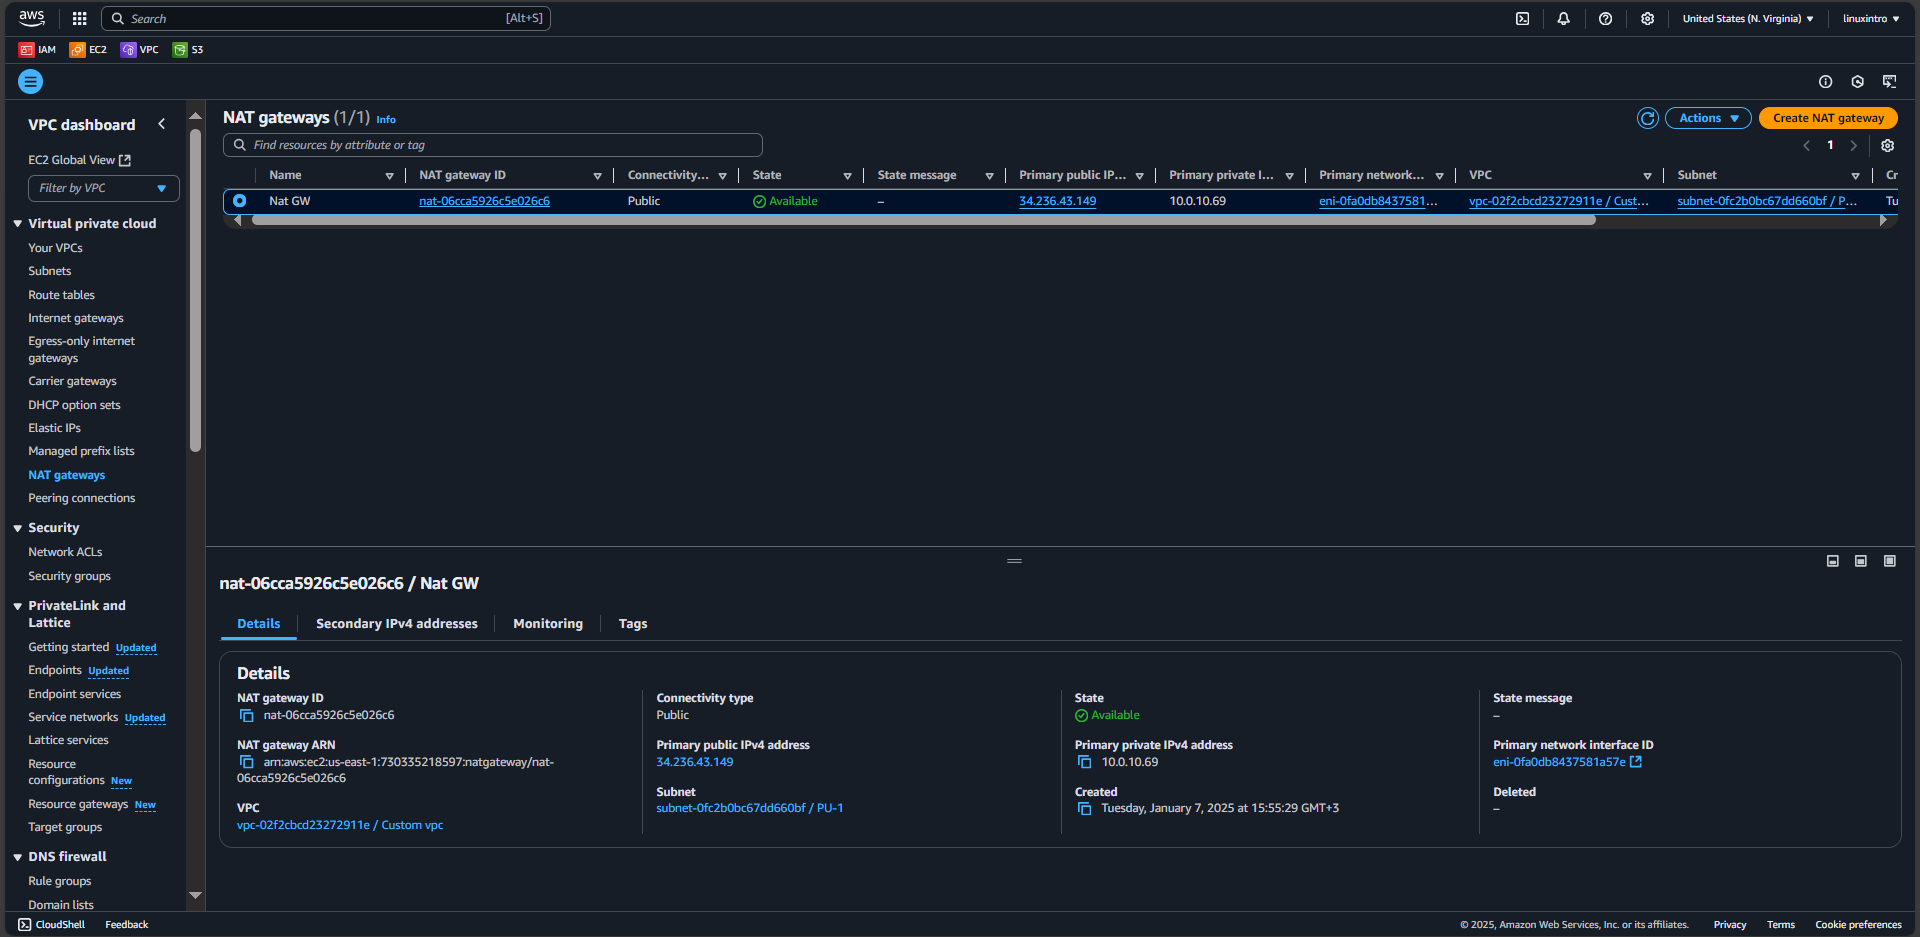 aws
Search
[Alt+S]
United States (N. Virginia)
linuxintro
IAM
EC2
VPC
S3
VPC dashboard
EC2 Global View
Filter by VPC
Virtual private cloud
Your VPCs
Subnets
Route tables
Internet gateways
Egress-only internet
gateways
Carrier gateways
DHCP option sets
Elastic IPs
Managed prefix lists
NAT gateways
Peering connections
Security
Network ACLs
Security groups
PrivateLink and
Lattice
Getting started Updated
Endpoints Updated
Endpoint services
Service networks Updated
Lattice services
Resource
configurations New
Resource gateways New
Target groups
DNS firewall
Rule groups
Domain lists
NAT gateways (1/1) Info
Actions
Create NAT gateway
Find resources by attribute or tag
1
Name NAT gateway ID Connectivity... State State message Primary public IP... Primary private I... Primary network... VPC Subnet Cr
Nat GW nat-06cca5926c5e026c6 Public Available – 34.236.43.149 10.0.10.69 eni-0fa0db8437581... vpc-02f2cbcd23272911e / Cust... subnet-0fc2b0bc67dd660bf / P... Tu
nat-06cca5926c5e026c6 / Nat GW
Details Secondary IPv4 addresses Monitoring Tags
Details
NAT gateway ID
nat-06cca5926c5e026c6
NAT gateway ARN
arn:aws:ec2:us-east-1:730335218597:natgateway/nat-
06cca5926c5e026c6
VPC
vpc-02f2cbcd23272911e / Custom vpc
Connectivity type
Public
Primary public IPv4 address
34.236.43.149
Subnet
subnet-0fc2b0bc67dd660bf / PU-1
State
Available
Primary private IPv4 address
10.0.10.69
Created
Tuesday, January 7, 2025 at 15:55:29 GMT+3
State message
–
Primary network interface ID
eni-0fa0db8437581a57e
Deleted
–
CloudShell
Feedback
© 2025, Amazon Web Services, Inc. or its affiliates.
Privacy
Terms
Cookie preferences